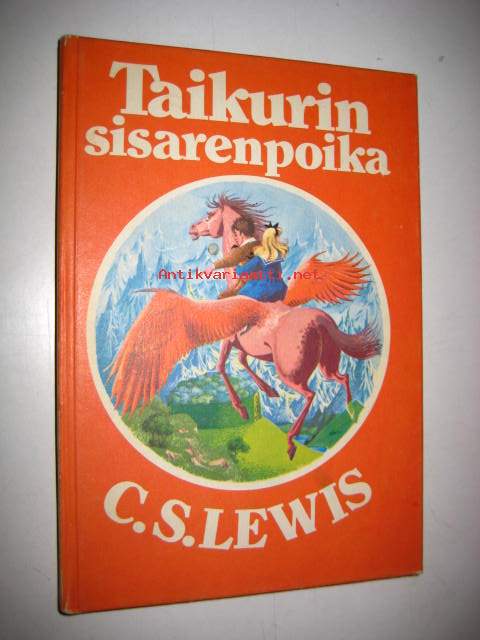 Taikurin
sisarenpoika
Antikvariaatti.net
C.S.LEWIS